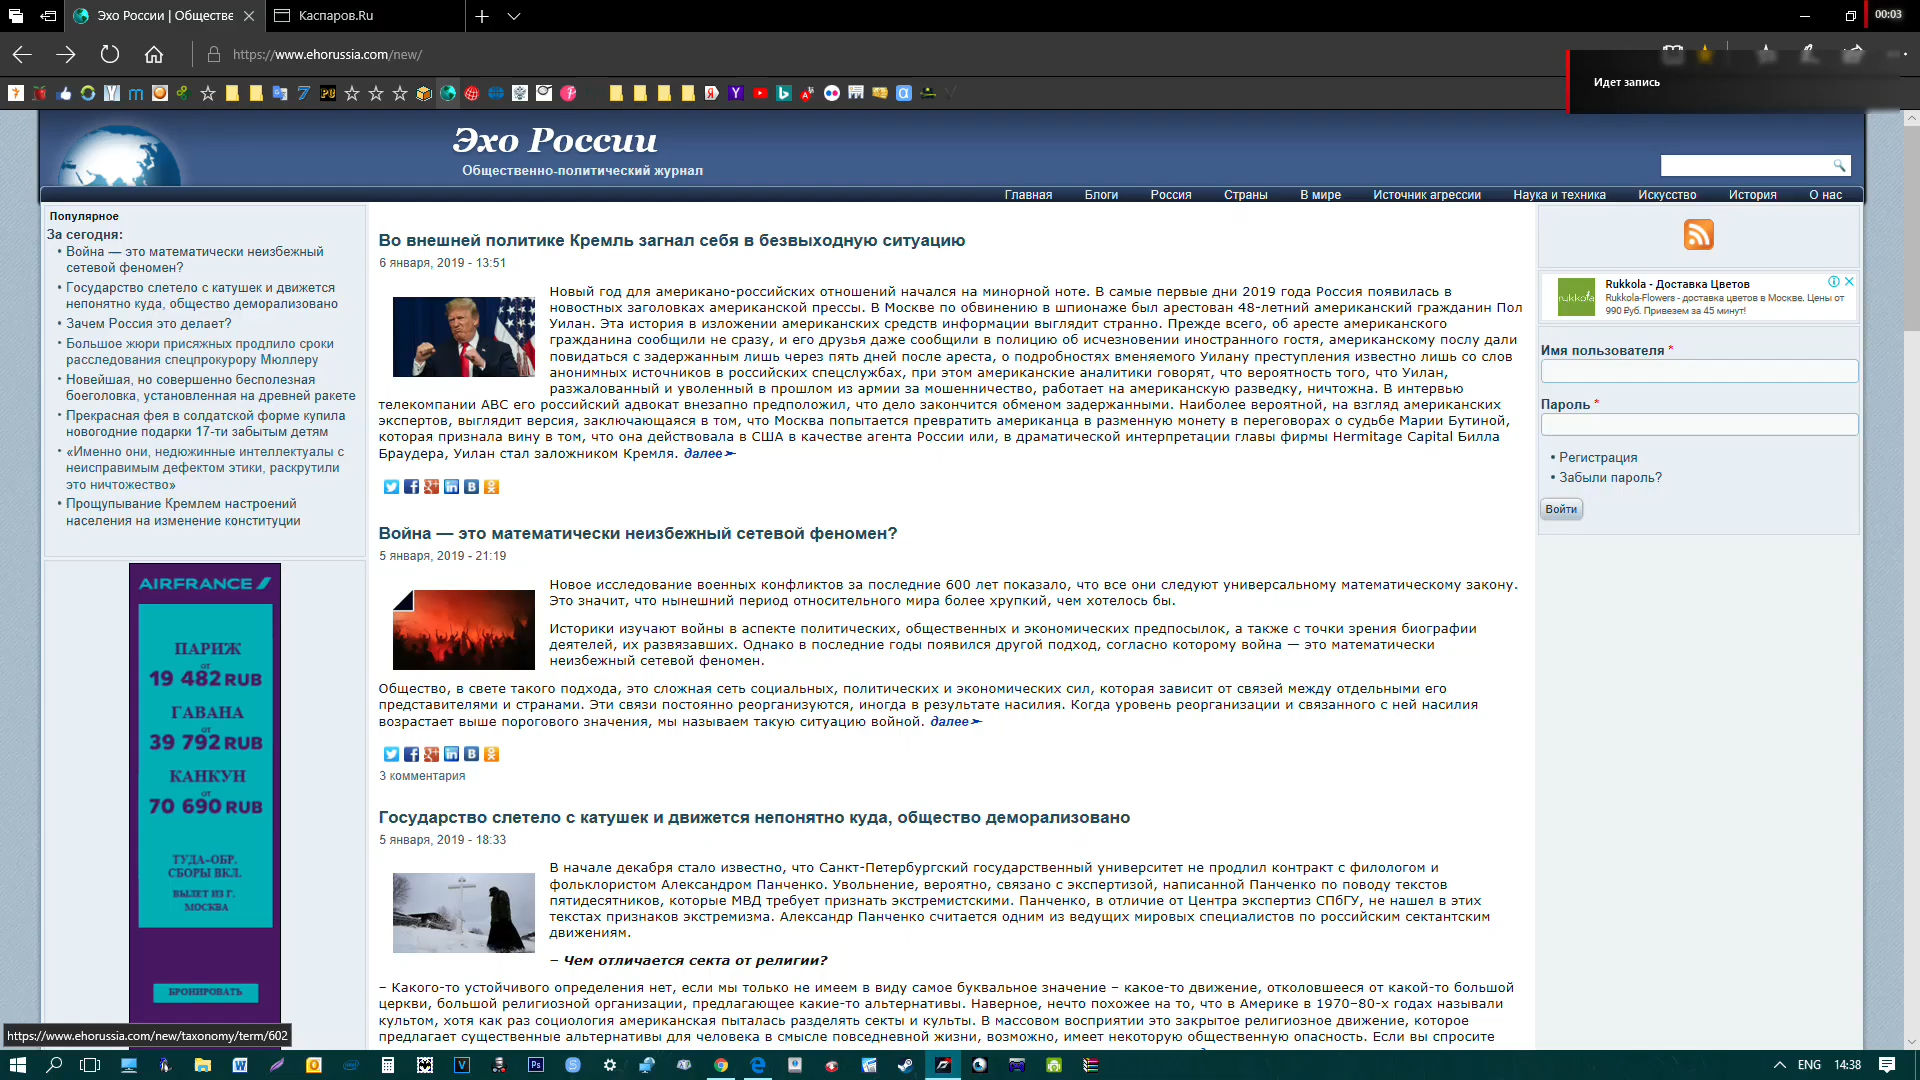 Эхо России | Обществе
Каспаров.Ru
00:03
https://www.ehorussia.com/new/
Идет запись
Эхо России
Общественно-политический журнал
Главная Блоги Россия Страны В мире Источник агрессии Наука и техника Искусство История О нас
Популярное
За сегодня:
Война — это математически неизбежный
сетевой феномен?
Государство слетело с катушек и движется
непонятно куда, общество деморализовано
Зачем Россия это делает?
Большое жюри присяжных продлило сроки
расследования спецпрокурору Мюллеру
Новейшая, но совершенно бесполезная
боеголовка, установленная на древней ракете
Прекрасная фея в солдатской форме купила
новогодние подарки 17-ти забытым детям
«Именно они, недюжинные интеллектуалы с
неисправимым дефектом этики, раскрутили
это ничтожество»
Прощупывание Кремлем настроений
населения на изменение конституции
AIRFRANCE
ПАРИЖ
от
19 482 RUB
ГАВАНА
от
39 792 RUB
КАНКУН
от
70 690 RUB
ТУДА-ОБР.
СБОРЫ ВКЛ.
ВЫЛЕТ ИЗ Г.
МОСКВА
БРОНИРОВАТЬ
Во внешней политике Кремль загнал себя в безвыходную ситуацию
6 января, 2019 - 13:51
Новый год для американо-российских отношений начался на минорной ноте. В самые первые дни 2019 года Россия появилась в
новостных заголовках американской прессы. В Москве по обвинению в шпионаже был арестован 48-летний американский гражданин Пол
Уилан. Эта история в изложении американских средств информации выглядит странно. Прежде всего, об аресте американского
гражданина сообщили не сразу, и его друзья даже сообщили в полицию об исчезновении иностранного гостя, американскому послу дали
повидаться с задержанным лишь через пять дней после ареста, о подробностях вменяемого Уилану преступления известно лишь со слов
анонимных источников в российских спецслужбах, при этом американские аналитики говорят, что вероятность того, что Уилан,
разжалованный и уволенный в прошлом из армии за мошенничество, работает на американскую разведку, ничтожна. В интервью
телекомпании ABC его российский адвокат внезапно предположил, что дело закончится обменом задержанными. Наиболее вероятной, на взгляд американских
экспертов, выглядит версия, заключающаяся в том, что Москва попытается превратить американца в разменную монету в переговорах о судьбе Марии Бутиной,
которая признала вину в том, что она действовала в США в качестве агента России или, в драматической интерпретации главы фирмы Hermitage Capital Билла
Браудера, Уилан стал заложником Кремля. далее➣
Война — это математически неизбежный сетевой феномен?
5 января, 2019 - 21:19
Новое исследование военных конфликтов за последние 600 лет показало, что все они следуют универсальному математическому закону.
Это значит, что нынешний период относительного мира более хрупкий, чем хотелось бы.
Историки изучают войны в аспекте политических, общественных и экономических предпосылок, а также с точки зрения биографии
деятелей, их развязавших. Однако в последние годы появился другой подход, согласно которому война — это математически
неизбежный сетевой феномен.
Общество, в свете такого подхода, это сложная сеть социальных, политических и экономических сил, которая зависит от связей между отдельными его
представителями и странами. Эти связи постоянно реорганизуются, иногда в результате насилия. Когда уровень реорганизации и связанного с ней насилия
возрастает выше порогового значения, мы называем такую ситуацию войной. далее➣
3 комментария
Государство слетело с катушек и движется непонятно куда, общество деморализовано
5 января, 2019 - 18:33
В начале декабря стало известно, что Санкт-Петербургский государственный университет не продлил контракт с филологом и
фольклористом Александром Панченко. Увольнение, вероятно, связано с экспертизой, написанной Панченко по поводу текстов
пятидесятников, которые МВД требует признать экстремистскими. Панченко, в отличие от Центра экспертиз СПбГУ, не нашел в этих
текстах признаков экстремизма. Александр Панченко считается одним из ведущих мировых специалистов по российским сектантским
движениям.
– Чем отличается секта от религии?
– Какого-то устойчивого определения нет, если мы только не имеем в виду самое буквальное значение – какое-то движение, отколовшееся от какой-то большой
церкви, большой религиозной организации, предлагающее какие-то альтернативы. Наверное, нечто похожее на то, что в Америке в 1970–80-х годах называли
культом, хотя как раз социология американская пыталась разделять секты и культы. В массовом восприятии это закрытое религиозное движение, которое
предлагает существенные альтернативы для человека в смысле повседневной жизни, возможно, имеет некоторую общественную опасность. Если вы спросите
Rukkola - Доставка Цветов
Rukkola-Flowers - доставка цветов в Москве. Цены от
990 ₽уб. Привезем за 45 минут!
rukkola
Имя пользователя *
Пароль *
Регистрация
Забыли пароль?
Войти
https://www.ehorussia.com/new/taxonomy/term/602
ENG 14:38